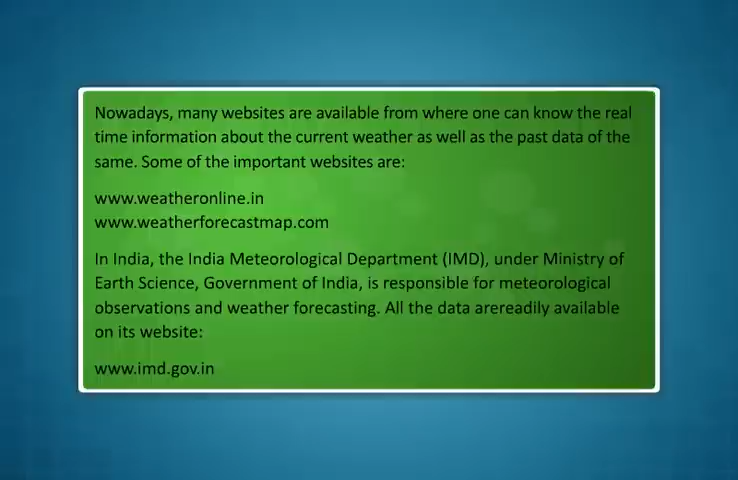 Nowadays, many websites are available from where one can know the real
time information about the current weather as well as the past data of the
same. Some of the important websites are:
www.weatheronline.in
www.weatherforecastmap.com
In India, the India Meteorological Department (IMD), under Ministry of
Earth Science, Government of India, is responsible for meteorological
observations and weather forecasting. All the data arereadily available
on its website:
www.imd.gov.in